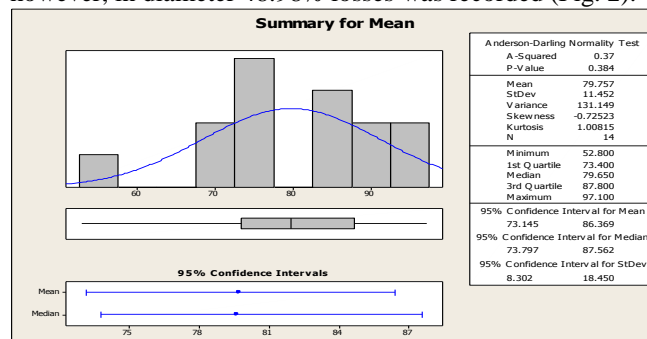 however, in diameter 48.98% losses was recorded (Fig. 2).
Summary for Mean
60 70 80 90
95% Confidence Intervals
Mean
Median
75 78 81 84 87
Anderson-Darling Normality Test
A-Squared 0.37
P-Value 0.384
Mean 79.757
StDev 11.452
Variance 131.149
Skewness -0.72523
Kurtosis 1.00815
N 14
Minimum 52.800
1st Quartile 73.400
Median 79.650
3rd Quartile 87.800
Maximum 97.100
95% Confidence Interval for Mean
73.145 86.369
95% Confidence Interval for Median
73.797 87.562
95% Confidence Interval for StDev
8.302 18.450